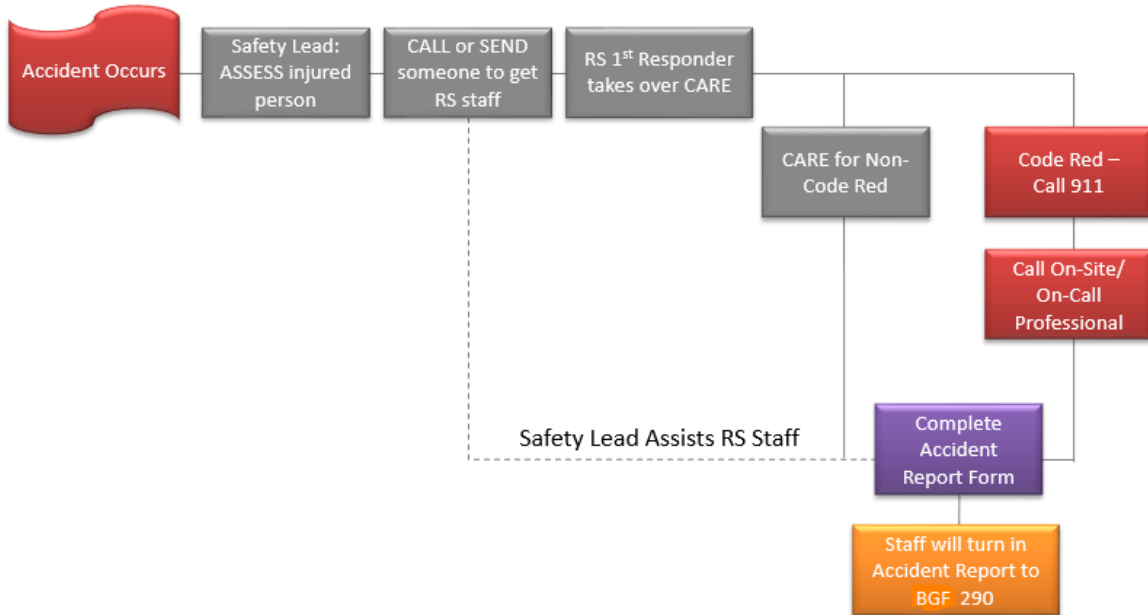 Accident Occurs
Safety Lead:
ASSESS injured
person
CALL or SEND
someone to get
RS staff
RS 1st Responder
takes over CARE
CARE for Non-
Code Red
Code Red –
Call 911
Call On-Site/
On-Call
Professional
Safety Lead Assists RS Staff
Complete
Accident
Report Form
Staff will turn in
Accident Report to
BGF 290